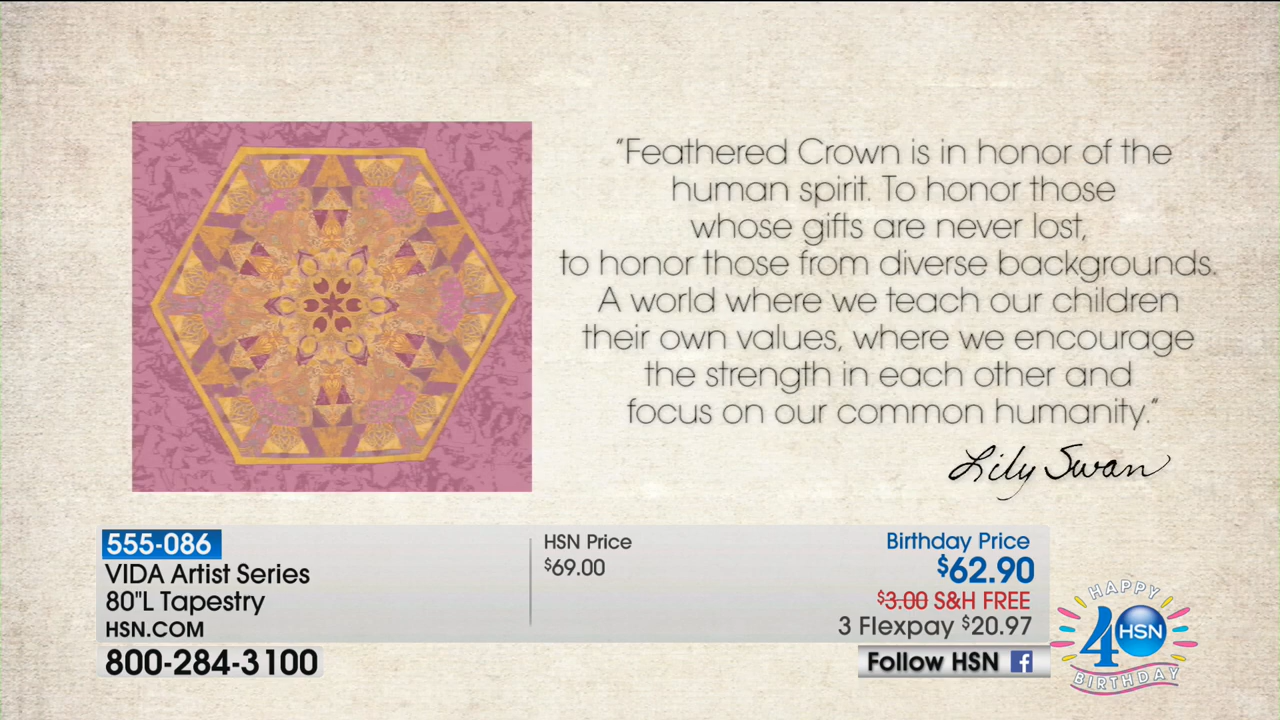 “Feathered Crown is in honor of the
human spirit. To honor those
whose gifts are never lost,
to honor those from diverse backgrounds.
A world where we teach our children
their own values, where we encourage
the strength in each other and
focus on our common humanity.”
Lily Swan
555-086
VIDA Artist Series
80"L Tapestry
HSN.COM
800-284-3100
HSN Price
$69.00
Birthday Price
$62.90
$3.00 S&H FREE
3 Flexpay $20.97
Follow HSN
HAPPY
40 HSN
BIRTHDAY